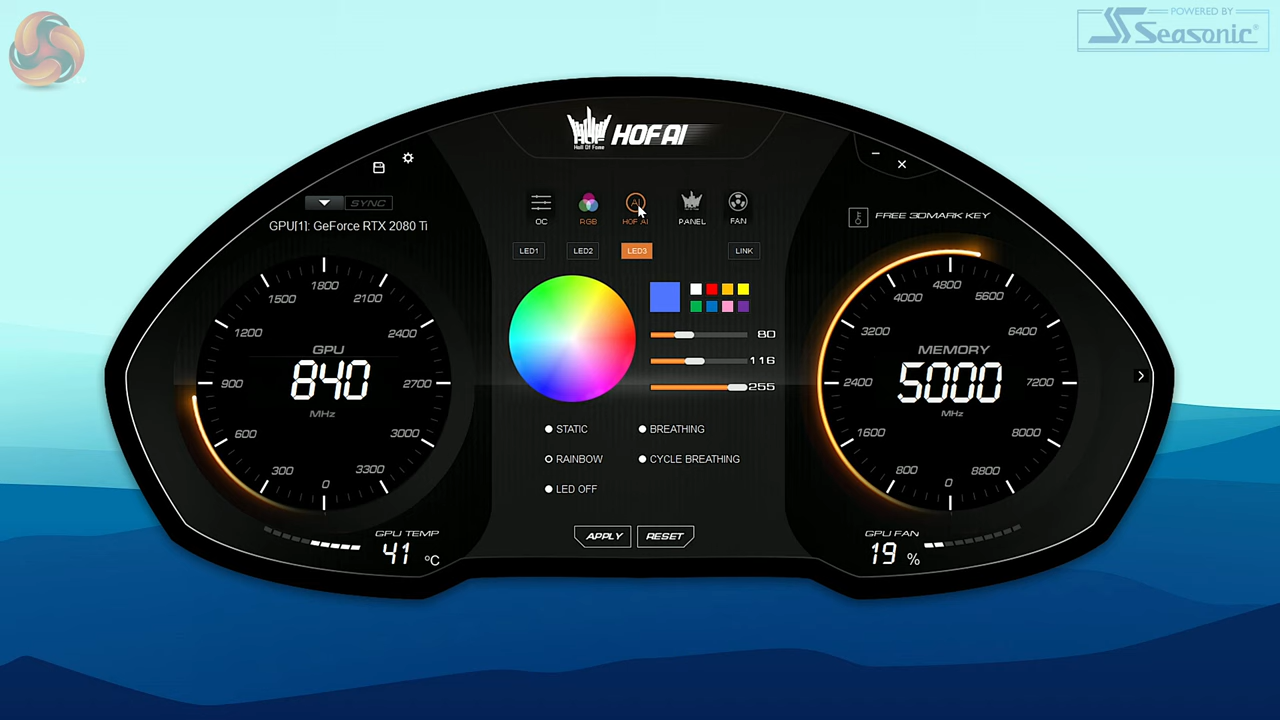 POWERED BY
Seasonic
HOF
Hall Of Fame
HOF AI
SYNC
GPU[1]: GeForce RTX 2080 Ti
OC
RGB
AI
HOF AI
PANEL
FAN
FREE 3DMARK KEY
LED1
LED2
LED3
LINK
0
300
600
900
1200
1500
1800
2100
2400
2700
3000
3300
GPU
840
MHz
GPU TEMP
41 °C
80
116
255
STATIC
BREATHING
RAINBOW
CYCLE BREATHING
LED OFF
APPLY
RESET
0
800
1600
2400
3200
4000
4800
5600
6400
7200
8000
8800
MEMORY
5000
MHz
GPU FAN
19 %